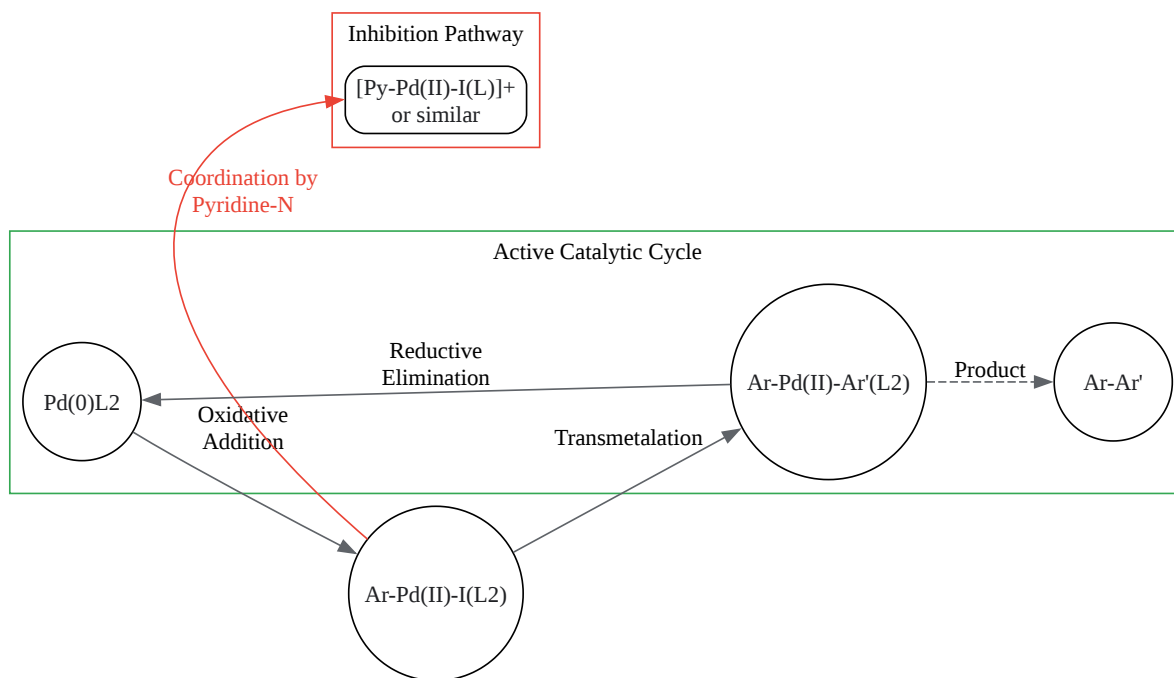 Inhibition Pathway
[Py-Pd(II)-I(L)]+
or similar
Coordination by
Pyridine-N
Active Catalytic Cycle
Reductive
Elimination
Product
Ar-Pd(II)-Ar'(L2)
Ar-Ar'
Pd(0)L2
Oxidative
Addition
Transmetalation
Ar-Pd(II)-I(L2)